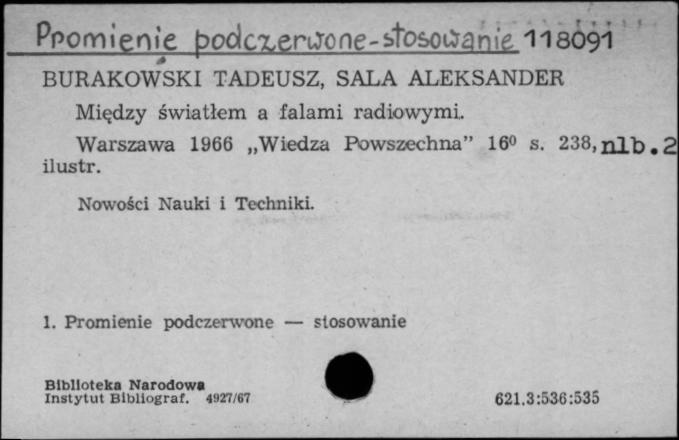 Promienie podczerwone-stosowanie 118091
BURAKOWSKI TADEUSZ, SALA ALEKSANDER
Między światłem a falami radiowymi.
Warszawa 1966 „Wiedza Powszechna” 16⁰ s. 238, nlb. 2
ilustr.
Nowości Nauki i Techniki.
1. Promienie podczerwone — stosowanie
Biblioteka Narodowa
Instytut Bibliograf. 4927/67
621.3:536:535